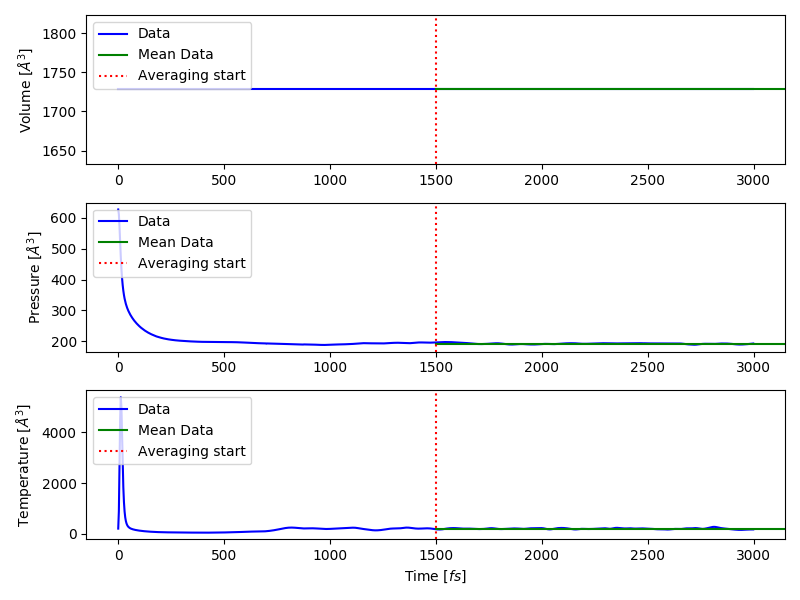 Data
Mean Data
Averaging start
Volume [Å³]
1800
1750
1700
1650
0 500 1000 1500 2000 2500 3000
Data
Mean Data
Averaging start
Pressure [Å³]
600
500
400
300
200
0 500 1000 1500 2000 2500 3000
Data
Mean Data
Averaging start
Temperature [Å³]
4000
2000
0
0 500 1000 1500 2000 2500 3000
Time [fs]